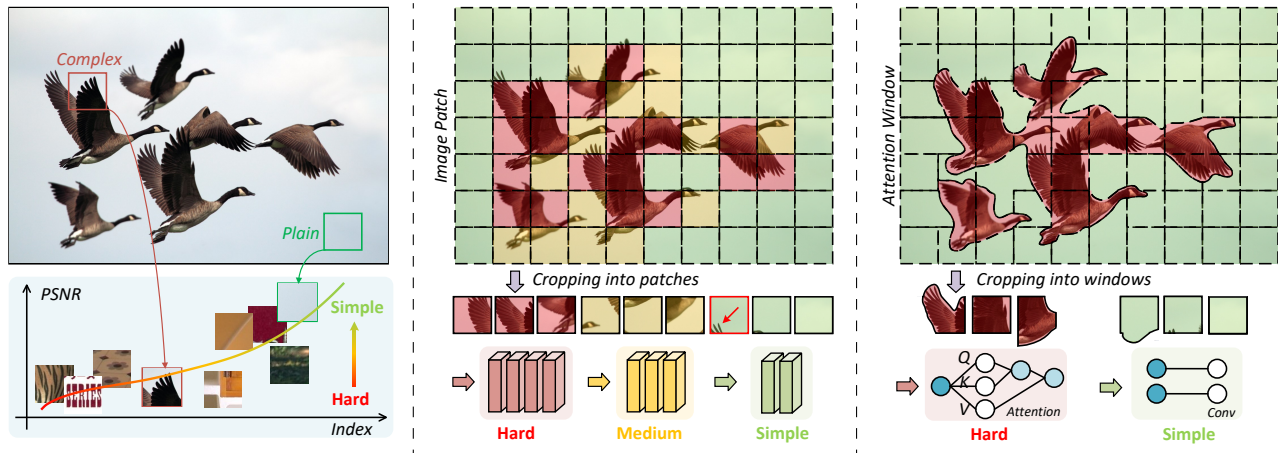 Complex
Plain
PSNR
Simple
Hard
Index
Image Patch
Cropping into patches
Hard
Medium
Simple
Attention Window
Cropping into windows
Q
K
V
Attention
Conv
Hard
Simple